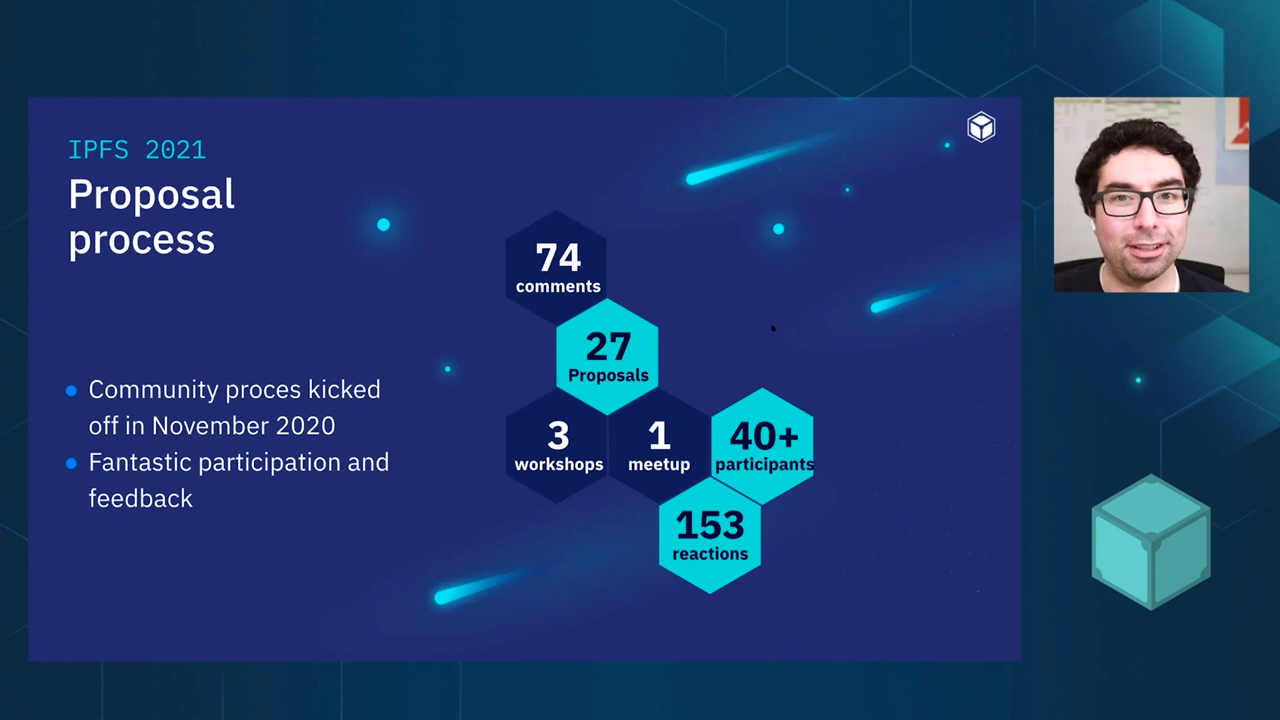 IPFS 2021
Proposal
process
Community proces kicked
off in November 2020
Fantastic participation and
feedback
74
comments
27
Proposals
3
workshops
1
meetup
40+
participants
153
reactions